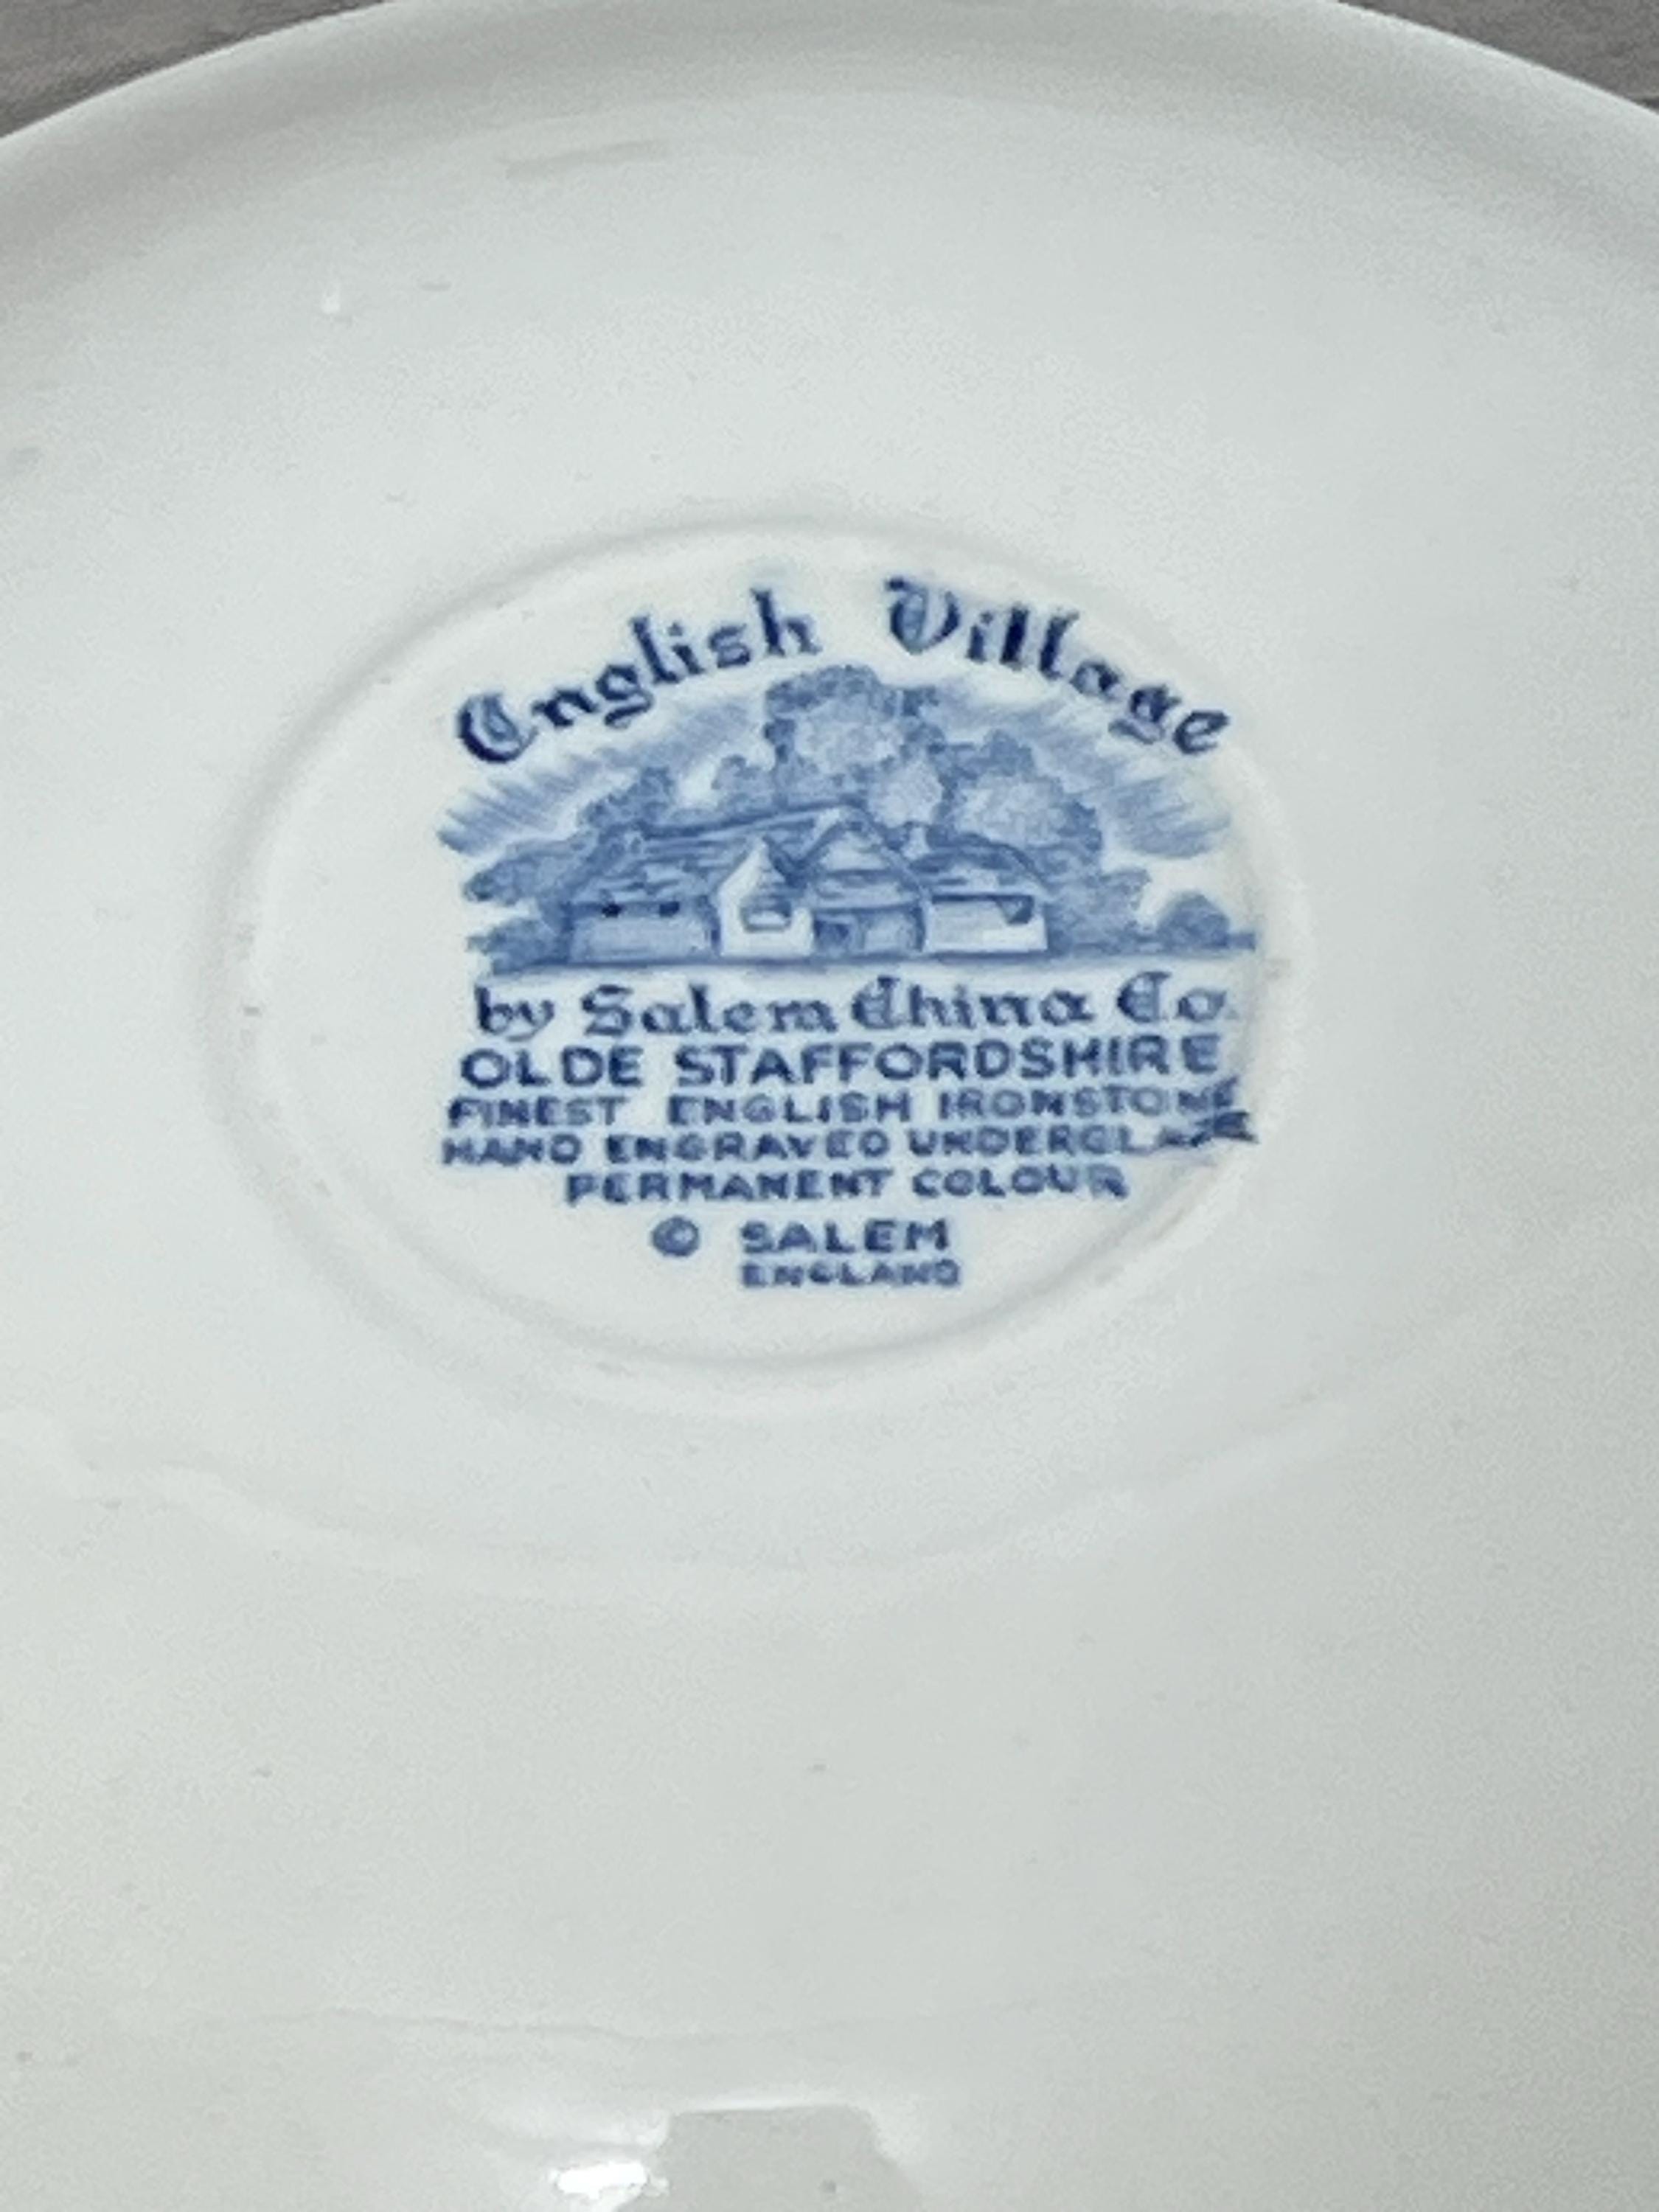 English Village
by Salem China Co.
OLDE STAFFORDSHIRE
FINEST ENGLISH IRONSTONE
HAND ENGRAVED UNDERGLAZE
PERMANENT COLOUR
© SALEM
ENGLAND